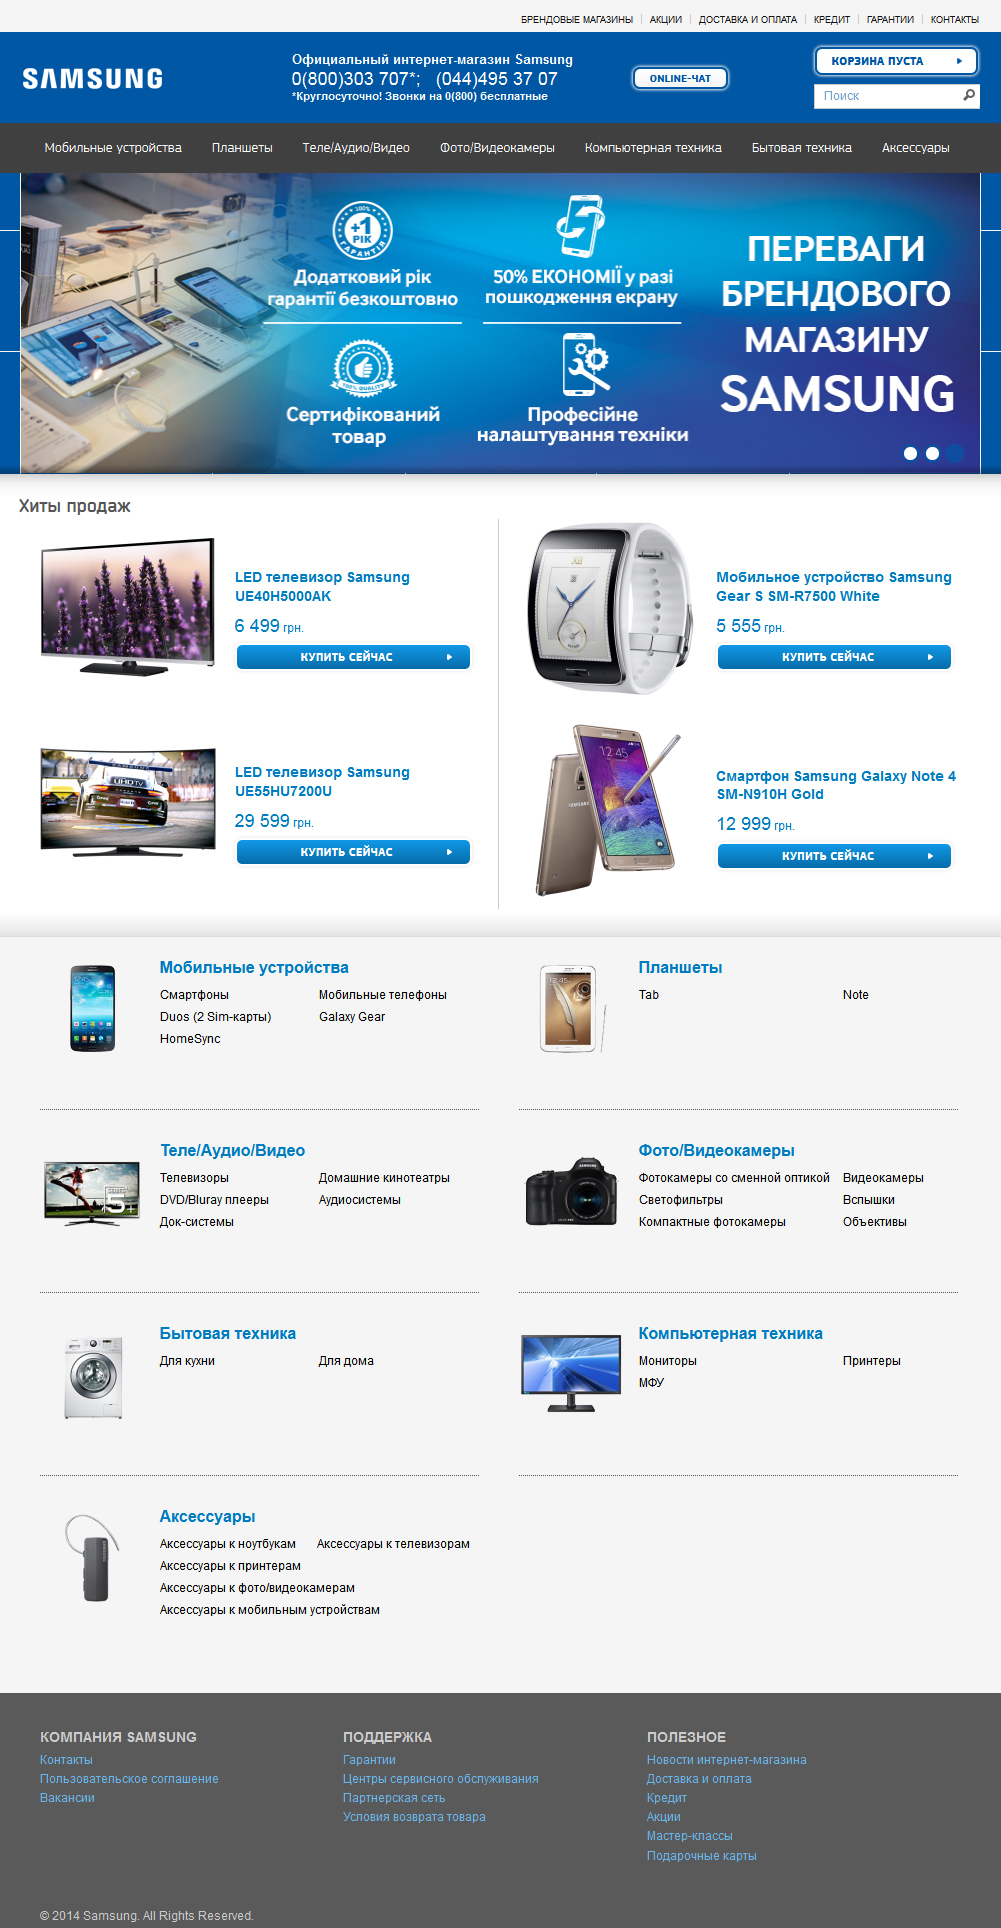 БРЕНДОВЫЕ МАГАЗИНЫ
АКЦИИ
ДОСТАВКА И ОПЛАТА
КРЕДИТ
ГАРАНТИИ
КОНТАКТЫ
SAMSUNG
Официальный интернет-магазин Samsung
0(800)303 707*; (044)495 37 07
*Круглосуточно! Звонки на 0(800) бесплатные
ONLINE-ЧАТ
КОРЗИНА ПУСТА
Поиск
Мобильные устройства
Планшеты
Теле/Аудио/Видео
Фото/Видеокамеры
Компьютерная техника
Бытовая техника
Аксессуары
100%
+1
РІК
ГАРАНТІЯ
Додатковий рік
гарантії безкоштовно
50% ЕКОНОМІЇ у разі
пошкодження екрану
100% QUALITY
Сертифікований
товар
Професійне
налаштування техніки
ПЕРЕВАГИ
БРЕНДОВОГО
МАГАЗИНУ
SAMSUNG
Хиты продаж
LED телевизор Samsung
UE40H5000AK
6 499 грн.
КУПИТЬ СЕЙЧАС
Мобильное устройство Samsung
Gear S SM-R7500 White
5 555 грн.
КУПИТЬ СЕЙЧАС
UHDTV
LED телевизор Samsung
UE55HU7200U
29 599 грн.
КУПИТЬ СЕЙЧАС
12:45
SAMSUNG
Смартфон Samsung Galaxy Note 4
SM-N910H Gold
12 999 грн.
КУПИТЬ СЕЙЧАС
Мобильные устройства
Смартфоны
Мобильные телефоны
Duos (2 Sim-карты)
Galaxy Gear
HomeSync
Планшеты
Tab
Note
Теле/Аудио/Видео
Телевизоры
Домашние кинотеатры
DVD/Bluray плееры
Аудиосистемы
Док-системы
Фото/Видеокамеры
Фотокамеры со сменной оптикой
Видеокамеры
Светофильтры
Вспышки
Компактные фотокамеры
Объективы
Бытовая техника
Для кухни
Для дома
Компьютерная техника
Мониторы
Принтеры
МФУ
Аксессуары
Аксессуары к ноутбукам
Аксессуары к телевизорам
Аксессуары к принтерам
Аксессуары к фото/видеокамерам
Аксессуары к мобильным устройствам
КОМПАНИЯ SAMSUNG
Контакты
Пользовательское соглашение
Вакансии
ПОДДЕРЖКА
Гарантии
Центры сервисного обслуживания
Партнерская сеть
Условия возврата товара
ПОЛЕЗНОЕ
Новости интернет-магазина
Доставка и оплата
Кредит
Акции
Мастер-классы
Подарочные карты
© 2014 Samsung. All Rights Reserved.